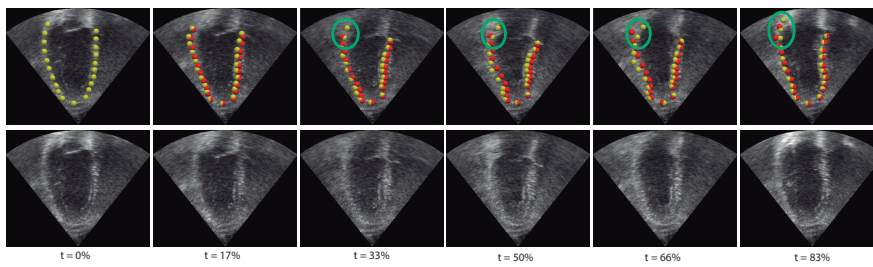 t = 0%
t = 17%
t = 33%
t = 50%
t = 66%
t = 83%